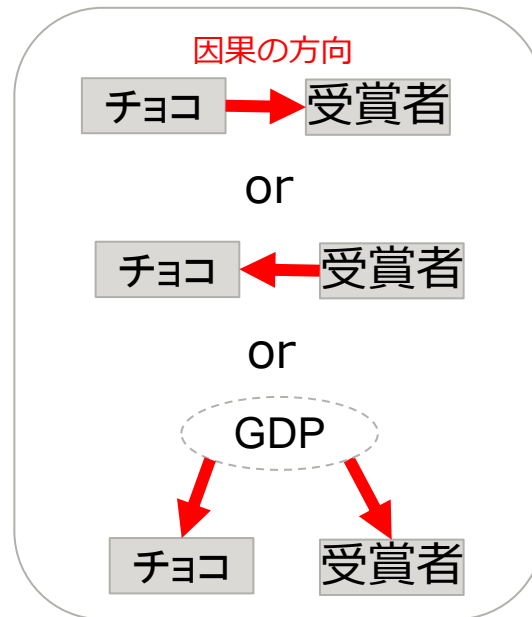 因果の方向
チョコ 受賞者
or
チョコ 受賞者
or
GDP
チョコ 受賞者